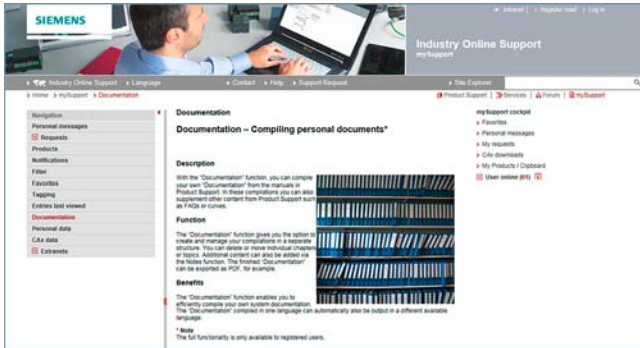 SIEMENS
Intranet | Register now! Log in
Industry Online Support
mySupport
Industry Online Support Language Contact Help Support Request Site Explorer
Home mySupport Documentation Product Support Services Forum mySupport
Navigation
Personal messages
Requests
Products
Notifications
Filter
Favorites
Tagging
Entries last viewed
Documentation
Personal data
CAx data
Extranets
Documentation
Documentation – Compiling personal documents*
Description
With the "Documentation" function, you can compile
your own "Documentation" from the manuals in
Product Support. In these compilations you can also
supplement other content from Product Support such
as FAQs or curves.
Function
The "Documentation" function gives you the option to
create and manage your compilations in a separate
structure. You can delete or move individual chapters
or topics. Additional content can also be added via
the Notes function. The finished "Documentation"
can be exported as PDF, for example.
Benefits
The "Documentation" function enables you to
efficiently compile your own system documentation.
The "Documentation" compiled in one language can automatically also be output in a different available
language.
* Note
The full functionality is only available to registered users.
mySupport cockpit
Favorites
Personal messages
My requests
CAx downloads
My Products / Clipboard
User online (61)